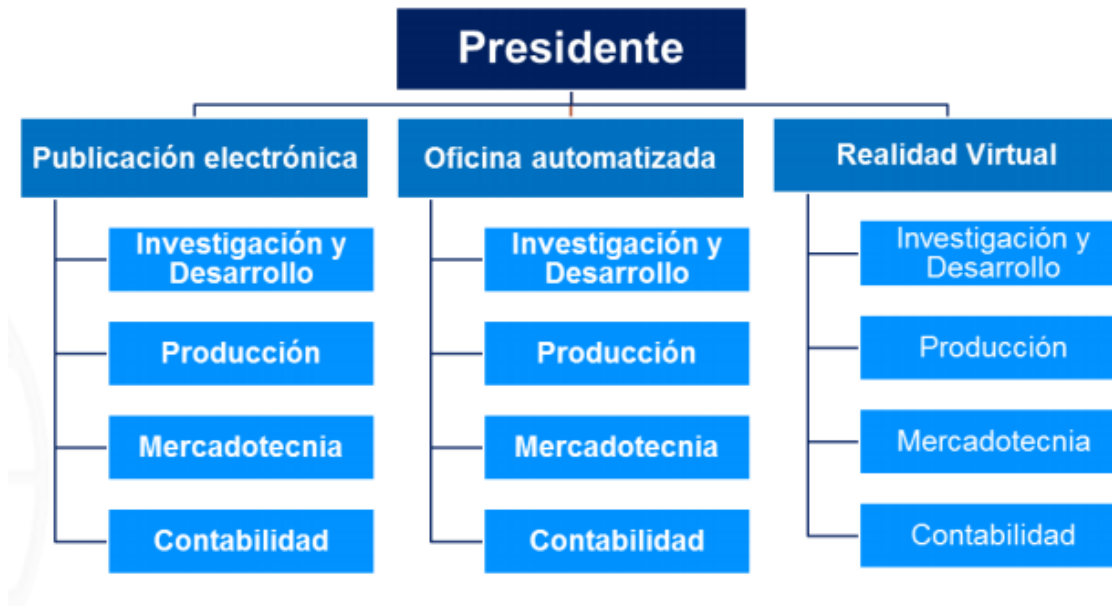 Presidente
Publicación electrónica
Investigación y
Desarrollo
Producción
Mercadotecnia
Contabilidad
Oficina automatizada
Investigación y
Desarrollo
Producción
Mercadotecnia
Contabilidad
Realidad Virtual
Investigación y
Desarrollo
Producción
Mercadotecnia
Contabilidad